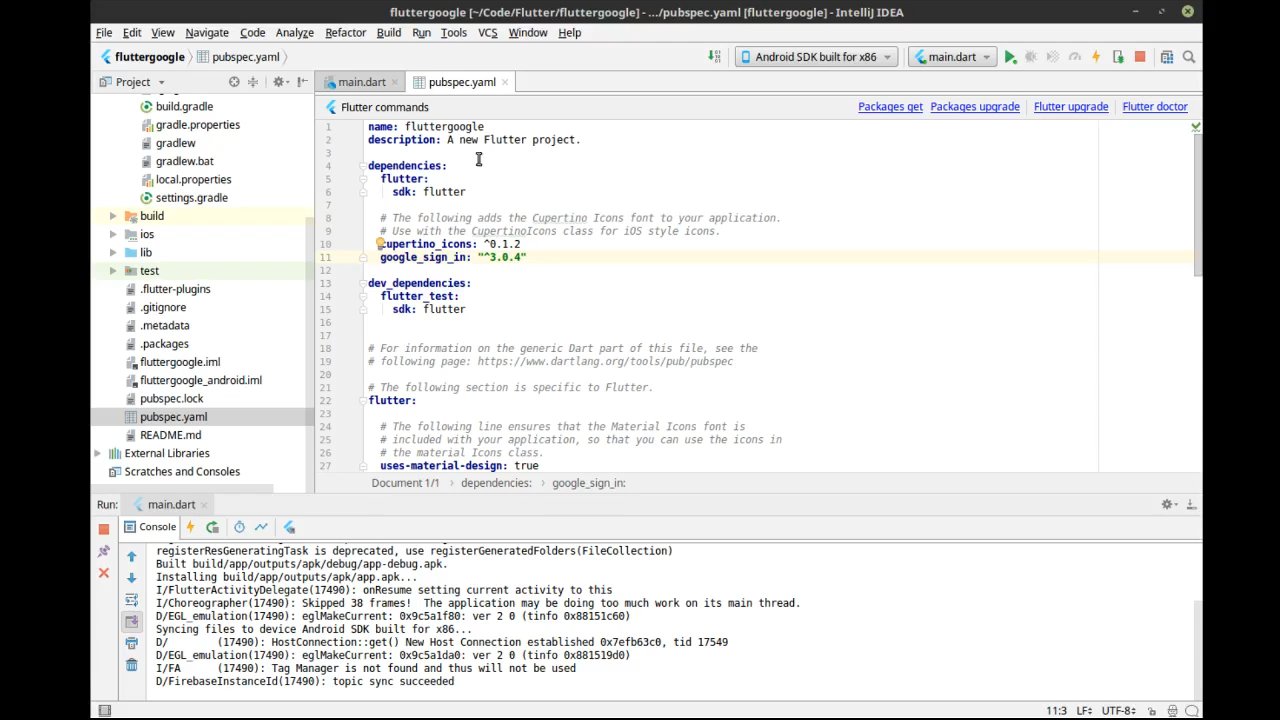 fluttergoogle [~/Code/Flutter/fluttergoogle] - .../pubspec.yaml [fluttergoogle] - IntelliJ IDEA
File Edit View Navigate Code Analyze Refactor Build Run Tools VCS Window Help
fluttergoogle pubspec.yaml Android SDK built for x86 main.dart
Project main.dart pubspec.yaml
Flutter commands Packages get Packages upgrade Flutter upgrade Flutter doctor
build.gradle
gradle.properties
gradlew
gradlew.bat
local.properties
settings.gradle
build
ios
lib
test
.flutter-plugins
.gitignore
.metadata
.packages
fluttergoogle.iml
fluttergoogle_android.iml
pubspec.lock
pubspec.yaml
README.md
External Libraries
Scratches and Consoles
1 name: fluttergoogle
2 description: A new Flutter project.
3
4 dependencies:
5 flutter:
6 sdk: flutter
7
8 # The following adds the Cupertino Icons font to your application.
9 # Use with the CupertinoIcons class for iOS style icons.
10 cupertino_icons: ^0.1.2
11 google_sign_in: "^3.0.4"
12
13 dev_dependencies:
14 flutter_test:
15 sdk: flutter
16
17
18 # For information on the generic Dart part of this file, see the
19 # following page: https://www.dartlang.org/tools/pub/pubspec
20
21 # The following section is specific to Flutter.
22 flutter:
23
24 # The following line ensures that the Material Icons font is
25 # included with your application, so that you can use the icons in
26 # the material Icons class.
27 uses-material-design: true
Document 1/1 dependencies: google_sign_in:
Run: main.dart
Console
registerResGeneratingTask is deprecated, use registerGeneratedFolders(FileCollection)
Built build/app/outputs/apk/debug/app-debug.apk.
Installing build/app/outputs/apk/app.apk...
I/FlutterActivityDelegate(17490): onResume setting current activity to this
I/Choreographer(17490): Skipped 38 frames!  The application may be doing too much work on its main thread.
D/EGL_emulation(17490): eglMakeCurrent: 0x9c5a1f80: ver 2 0 (tinfo 0x88151c60)
Syncing files to device Android SDK built for x86...
D/        (17490): HostConnection::get() New Host Connection established 0x7efb63c0, tid 17549
D/EGL_emulation(17490): eglMakeCurrent: 0x9c5a1da0: ver 2 0 (tinfo 0x881519d0)
I/FA      (17490): Tag Manager is not found and thus will not be used
D/FirebaseInstanceId(17490): topic sync succeeded
11:3 LF UTF-8